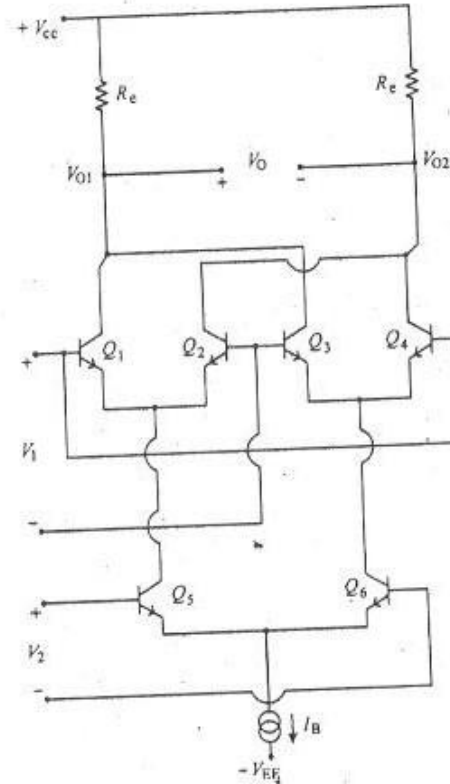 + Vcc
Re
Re
VO1
+
VO
−
VO2
Q1
Q2
Q3
Q4
+
V1
−
+
Q5
Q6
V2
−
↓ IB
− VEE